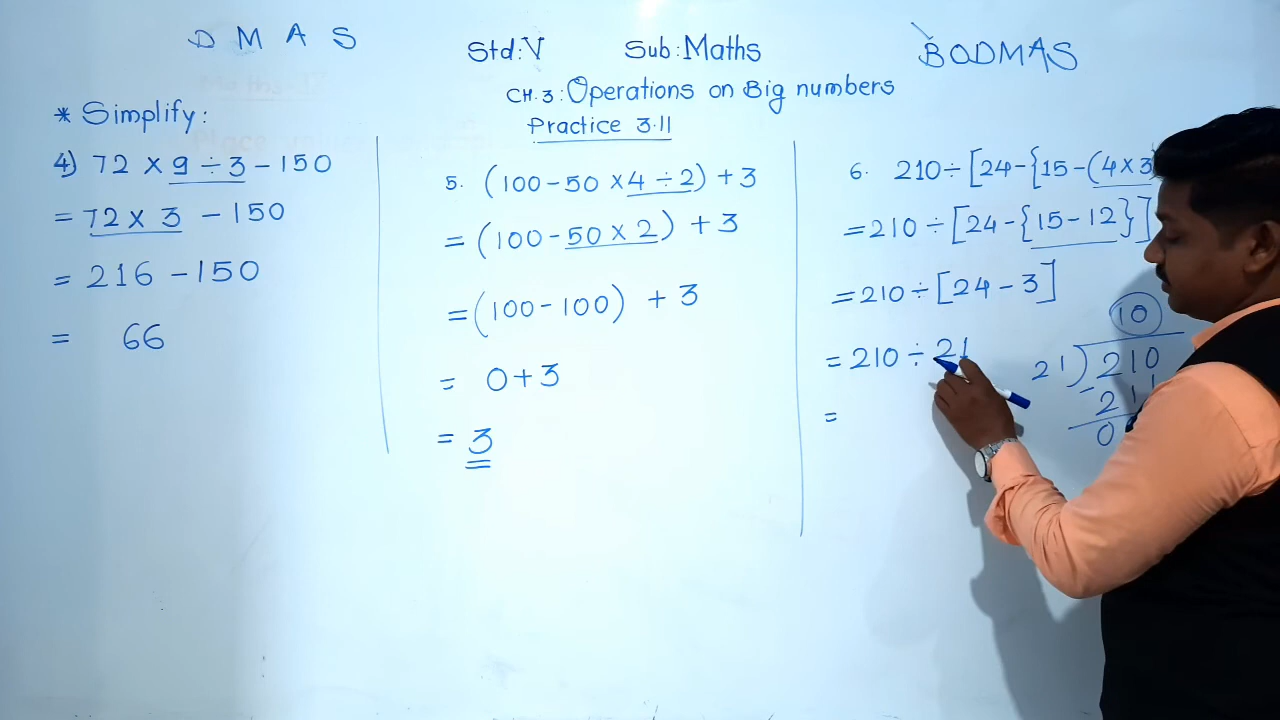 D M A S
Std: V Sub: Maths
BODMAS
CH. 3: Operations on Big numbers
Practice 3.11
* Simplify:
4) 72 × 9 ÷ 3 - 150
= 72 × 3 - 150
= 216 - 150
= 66
5. (100 - 50 × 4 ÷ 2) + 3
= (100 - 50 × 2) + 3
= (100 - 100) + 3
= 0 + 3
= 3
6. 210 ÷ [24 - {15 - (4 × 3
= 210 ÷ [24 - {15 - 12}]
= 210 ÷ [24 - 3]
= 210 ÷ 21
=
10
21) 210
- 21
0